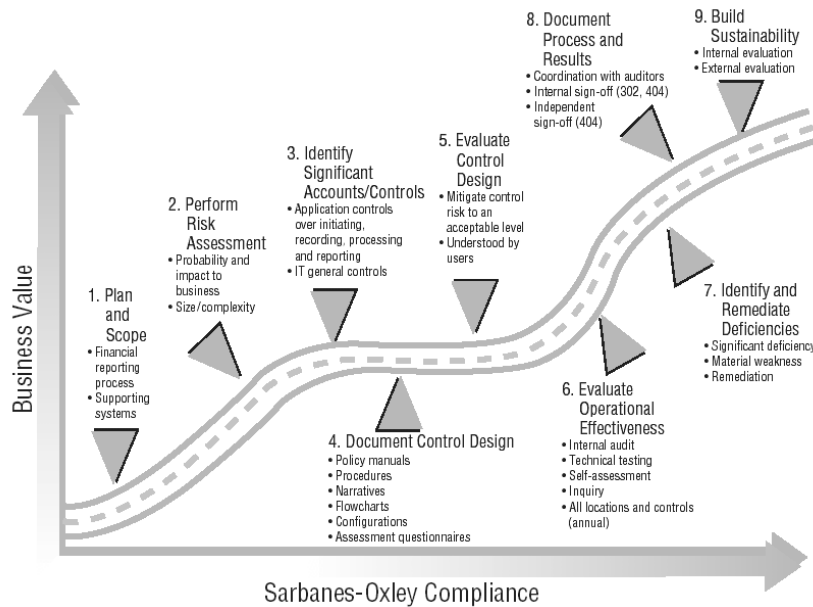 Business Value
1. Plan
and
Scope
• Financial
reporting
process
• Supporting
systems
2. Perform
Risk
Assessment
• Probability and
impact to
business
• Size/complexity
3. Identify
Significant
Accounts/Controls
• Application controls
over initiating,
recording, processing
and reporting
• IT general controls
4. Document Control Design
• Policy manuals
• Procedures
• Narratives
• Flowcharts
• Configurations
• Assessment questionnaires
5. Evaluate
Control
Design
• Mitigate control
risk to an
acceptable level
• Understood by
users
6. Evaluate
Operational
Effectiveness
• Internal audit
• Technical testing
• Self-assessment
• Inquiry
• All locations and controls
(annual)
7. Identify and
Remediate
Deficiencies
• Significant deficiency
• Material weakness
• Remediation
8. Document
Process and
Results
• Coordination with auditors
• Internal sign-off (302, 404)
• Independent
sign-off (404)
9. Build
Sustainability
• Internal evaluation
• External evaluation
Sarbanes-Oxley Compliance